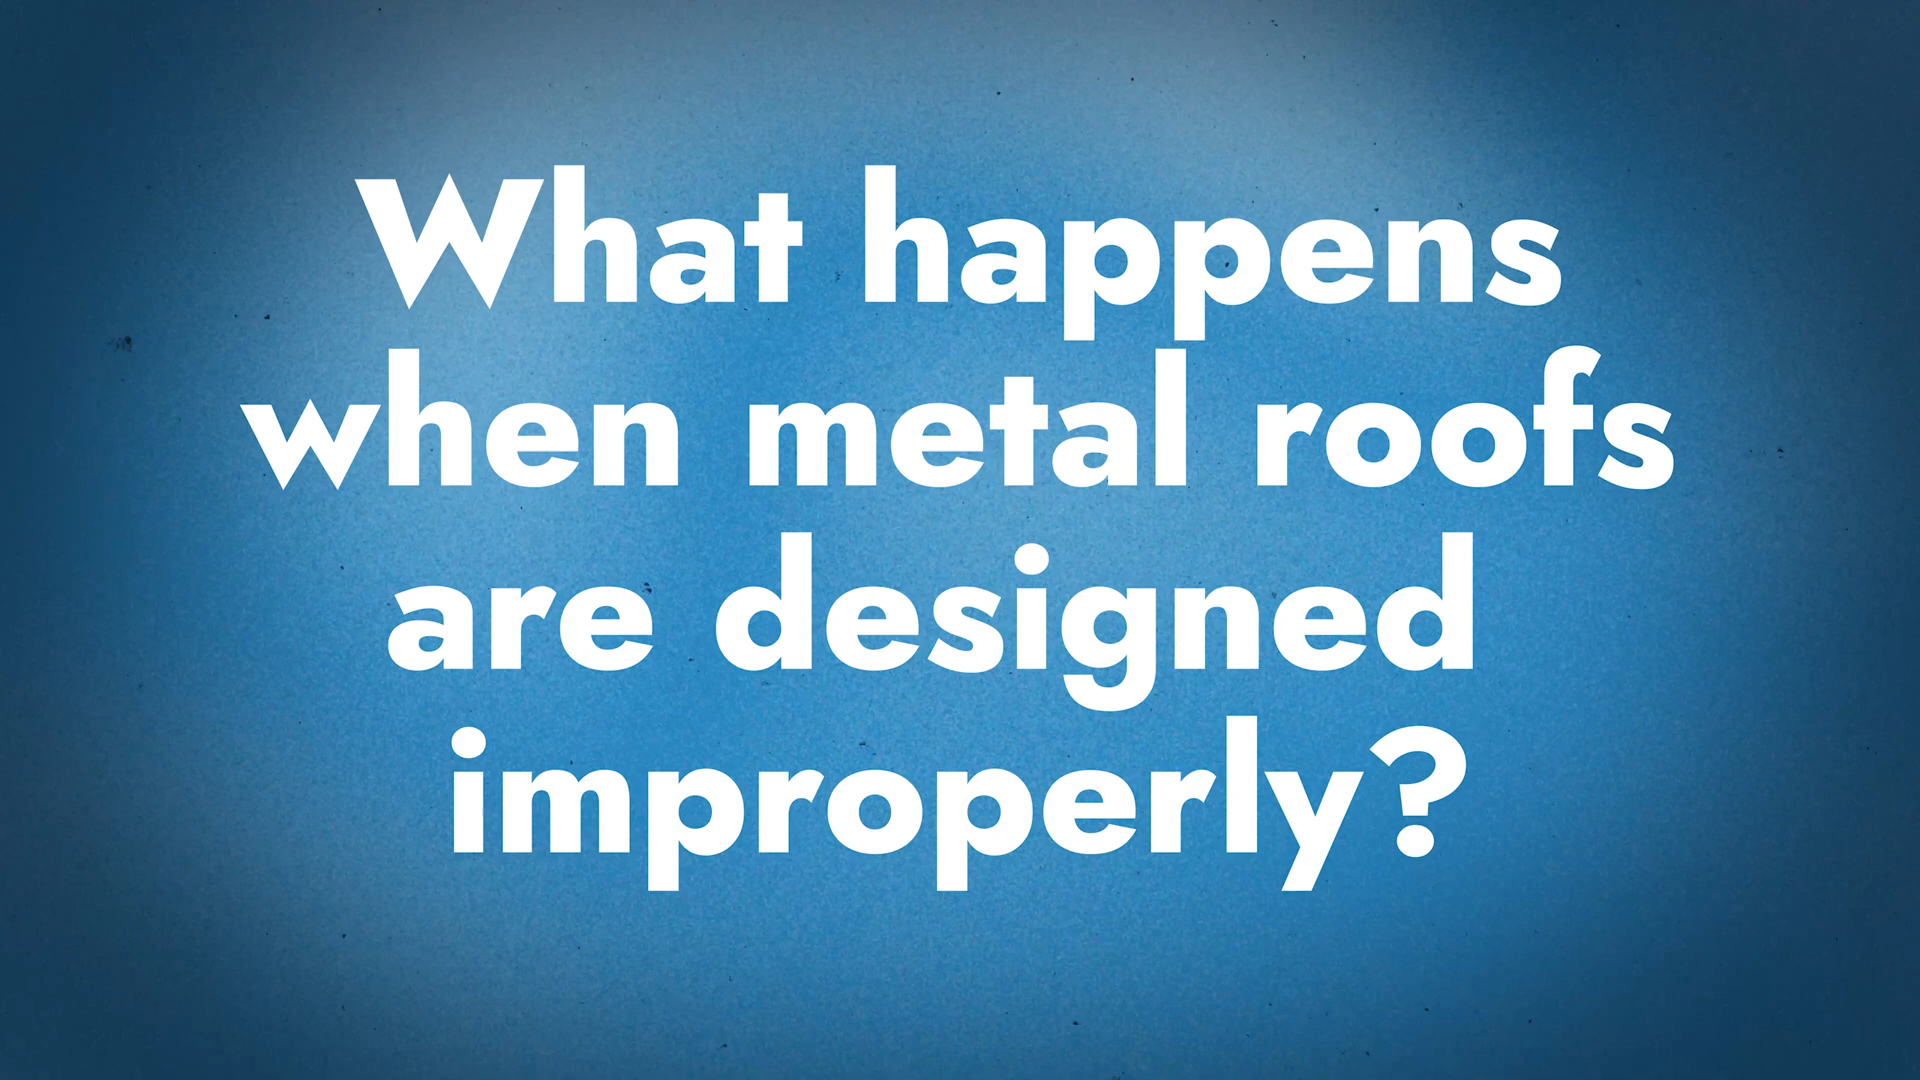 What happens
when metal roofs
are designed
improperly?